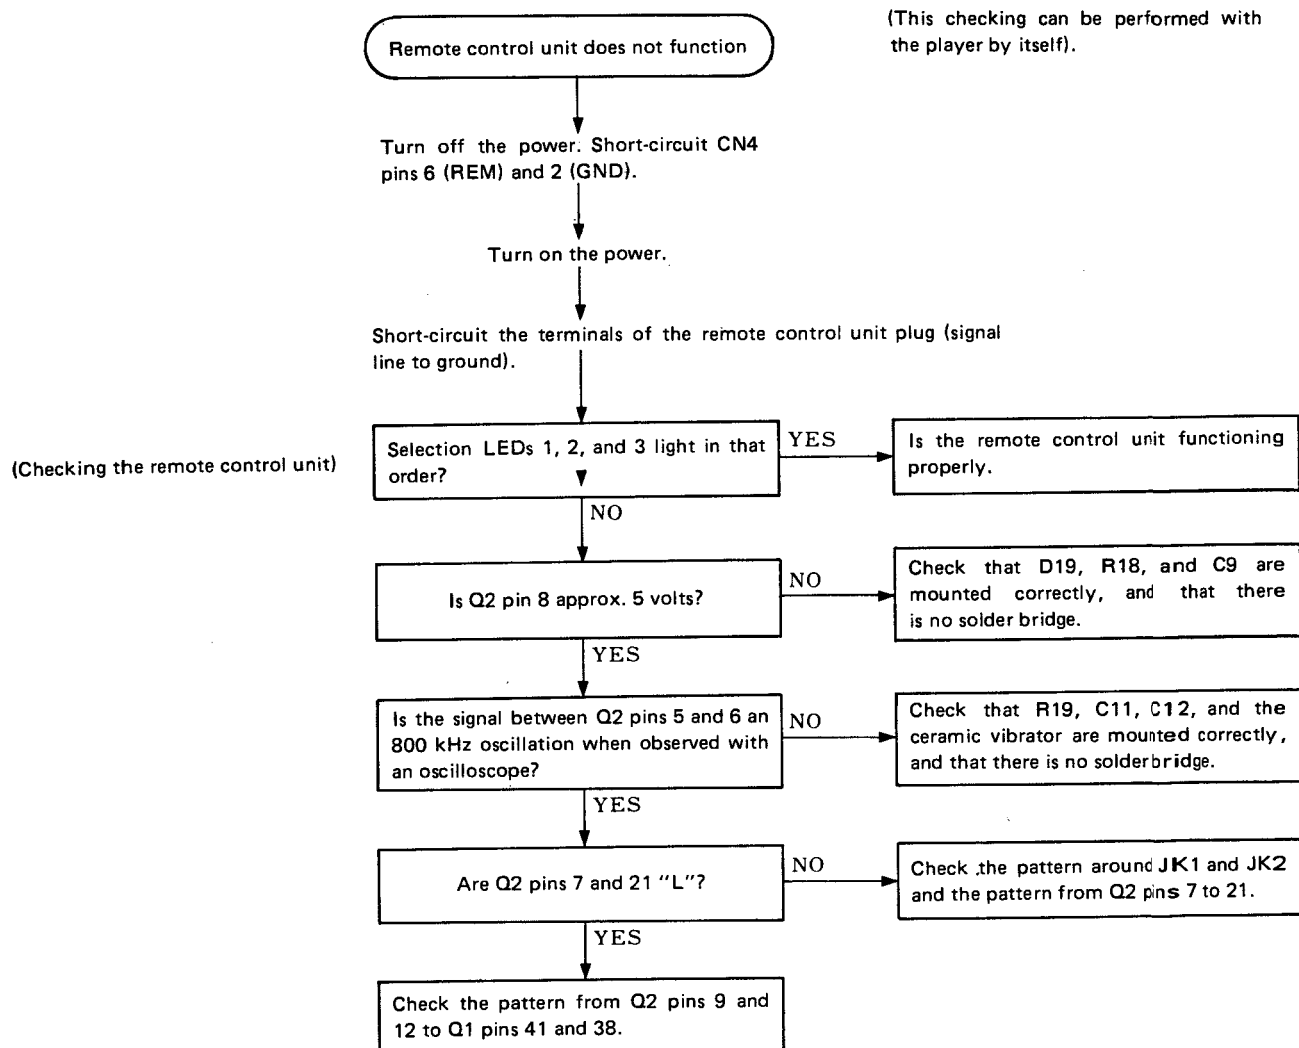 (This checking can be performed with
the player by itself).
Remote control unit does not function
Turn off the power. Short-circuit CN4
pins 6 (REM) and 2 (GND).
Turn on the power.
Short-circuit the terminals of the remote control unit plug (signal
line to ground).
(Checking the remote control unit)
Selection LEDs 1, 2, and 3 light in that
order?
YES
Is the remote control unit functioning
properly.
NO
Is Q2 pin 8 approx. 5 volts?
NO
Check that D19, R18, and C9 are
mounted correctly, and that there
is no solder bridge.
YES
Is the signal between Q2 pins 5 and 6 an
800 kHz oscillation when observed with
an oscilloscope?
NO
Check that R19, C11, C12, and the
ceramic vibrator are mounted correctly,
and that there is no solderbridge.
YES
Are Q2 pins 7 and 21 "L"?
NO
Check the pattern around JK1 and JK2
and the pattern from Q2 pins 7 to 21.
YES
Check the pattern from Q2 pins 9 and
12 to Q1 pins 41 and 38.